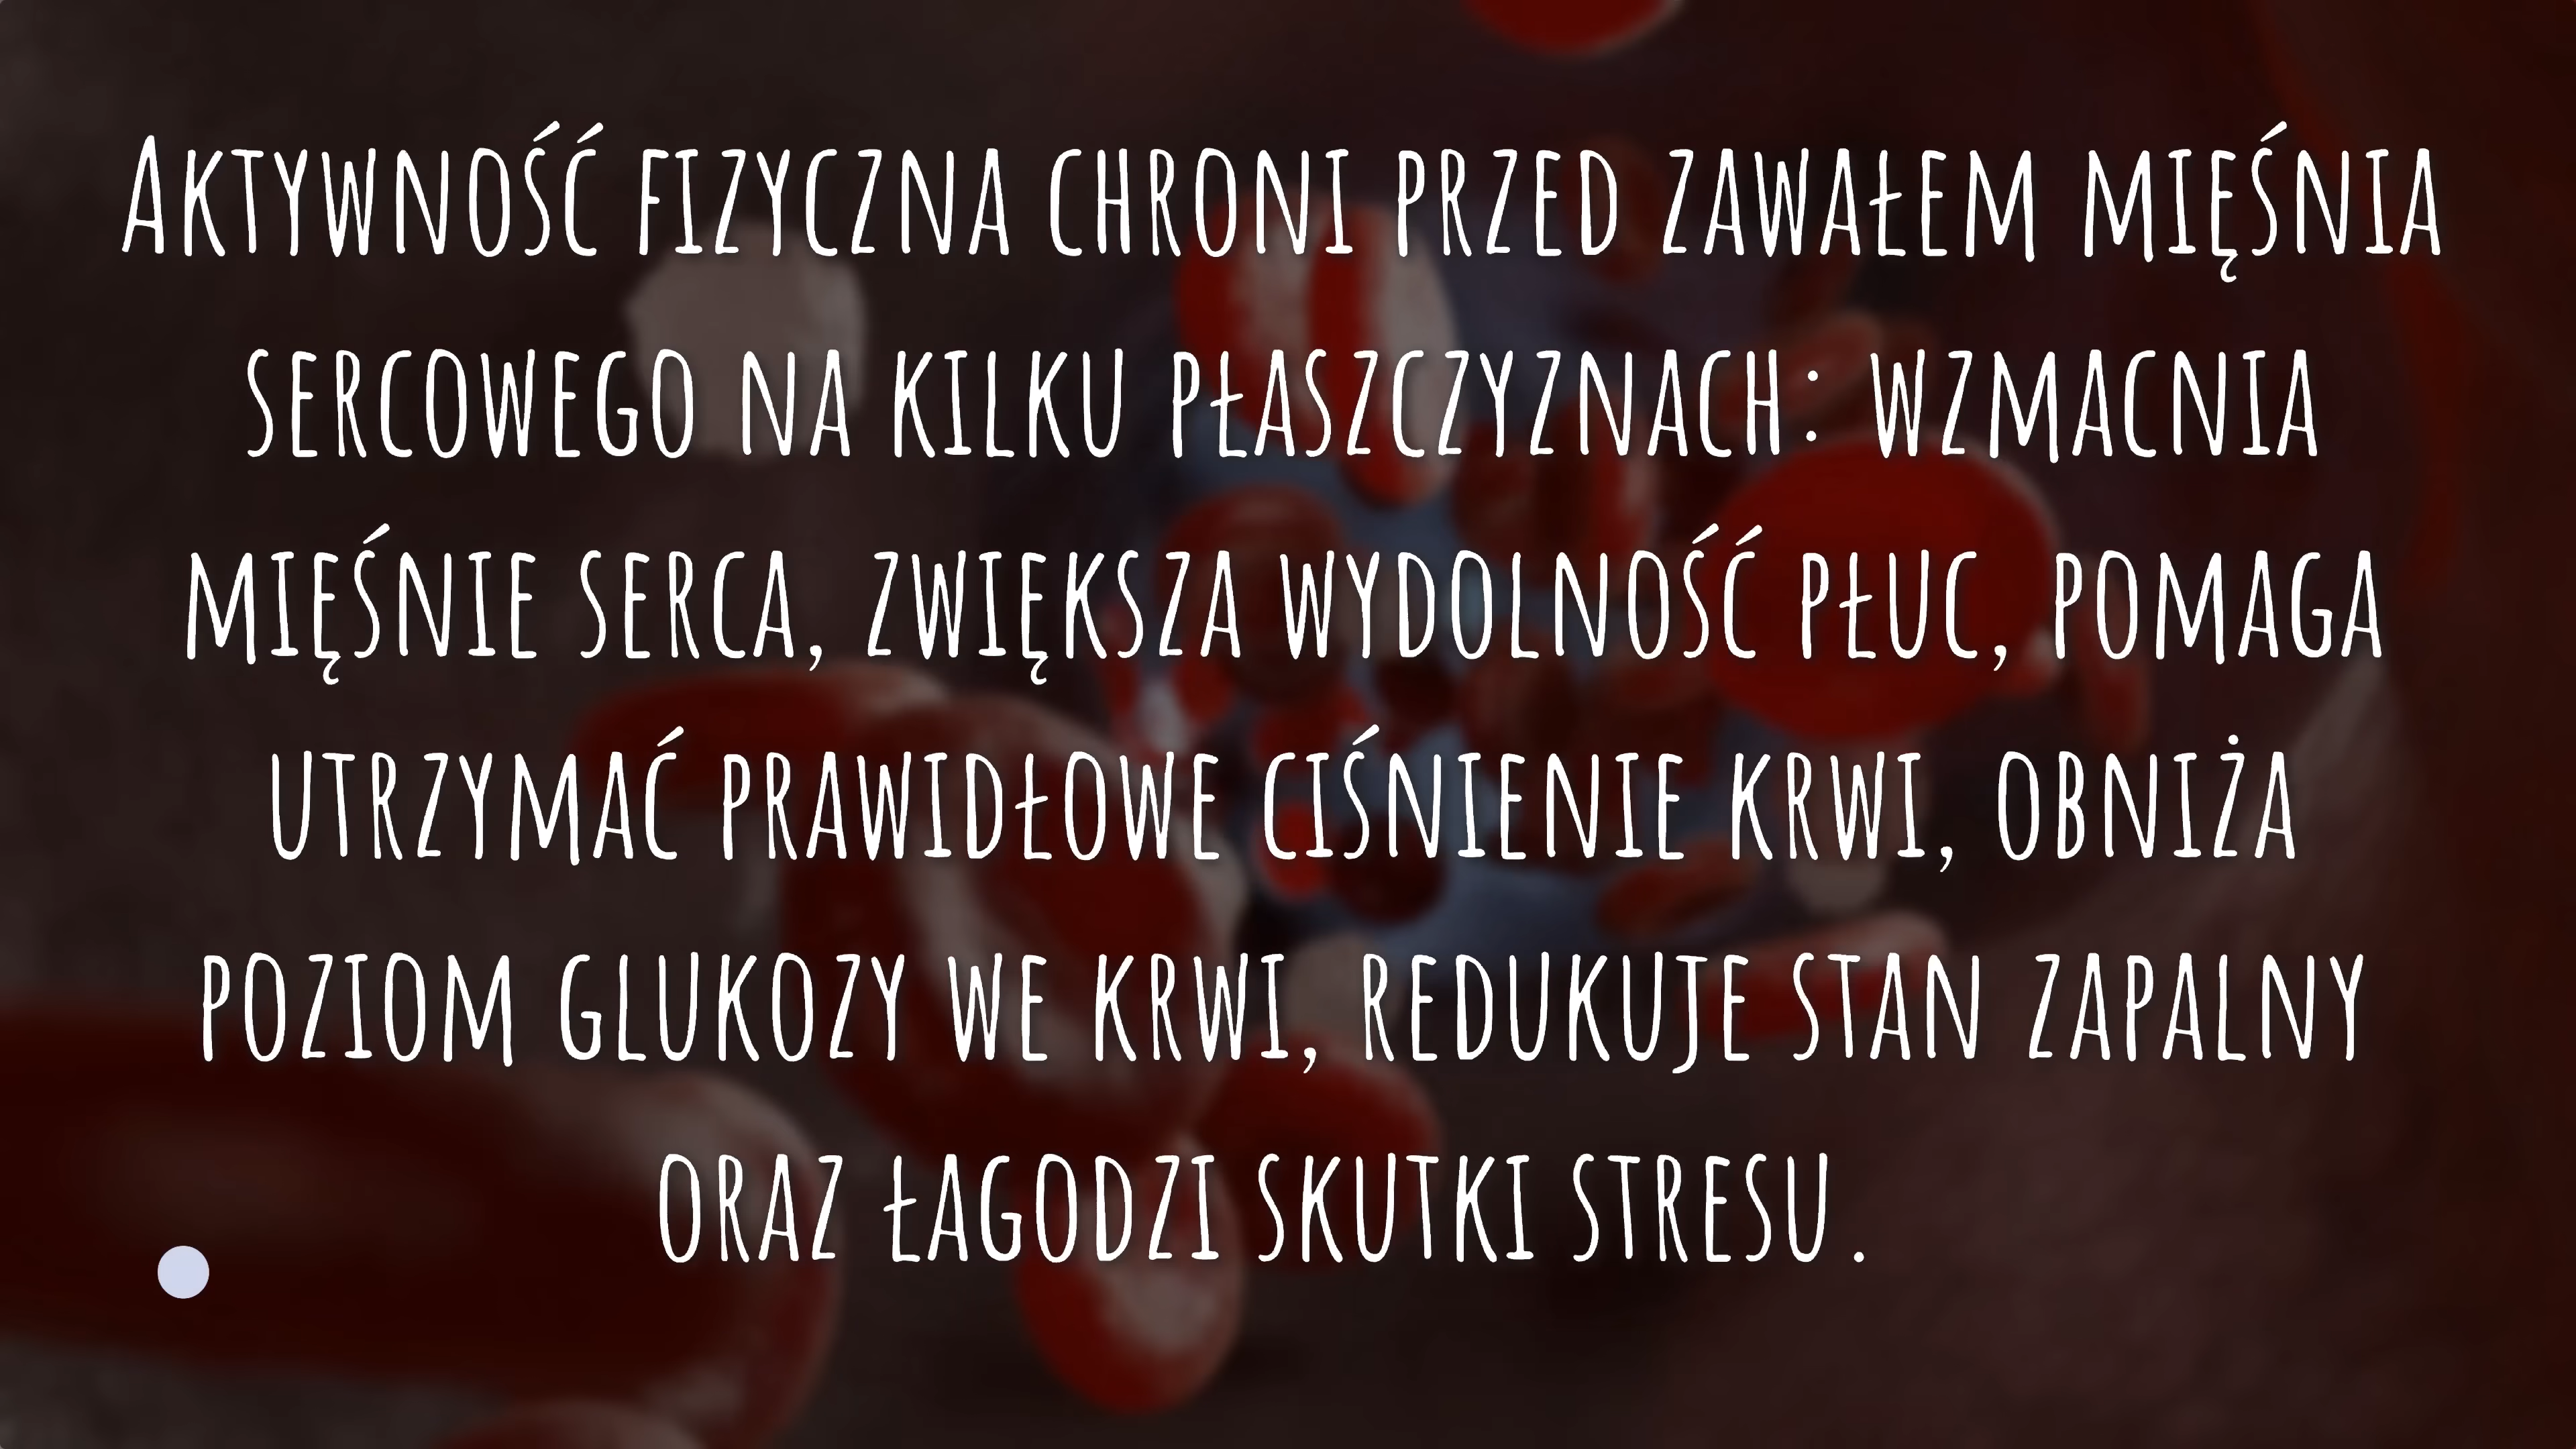 Aktywność fizyczna chroni przed zawałem mięśnia
sercowego na kilku płaszczyznach: wzmacnia
mięśnie serca, zwiększa wydolność płuc, pomaga
utrzymać prawidłowe ciśnienie krwi, obniża
poziom glukozy we krwi, redukuje stan zapalny
oraz łagodzi skutki stresu.